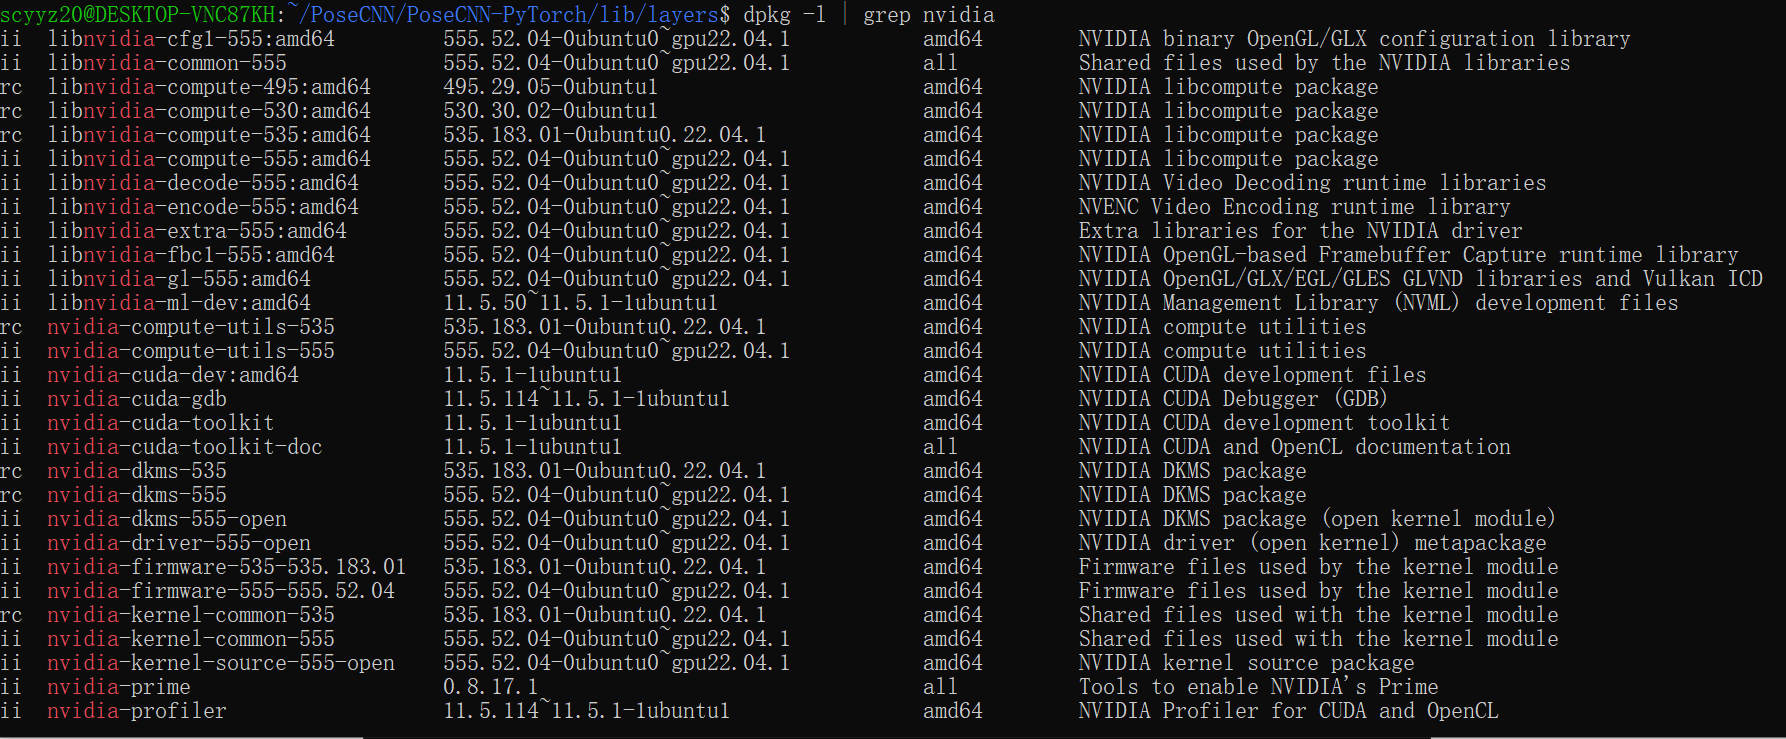 scyyz20@DESKTOP-VNC87KH:~/PoseCNN/PoseCNN-PyTorch/lib/layers$ dpkg -l | grep nvidia
ii  libnvidia-cfg1-555:amd64         555.52.04-0ubuntu0~gpu22.04.1           amd64        NVIDIA binary OpenGL/GLX configuration library
ii  libnvidia-common-555             555.52.04-0ubuntu0~gpu22.04.1           all          Shared files used by the NVIDIA libraries
rc  libnvidia-compute-495:amd64      495.29.05-0ubuntu1                      amd64        NVIDIA libcompute package
rc  libnvidia-compute-530:amd64      530.30.02-0ubuntu1                      amd64        NVIDIA libcompute package
rc  libnvidia-compute-535:amd64      535.183.01-0ubuntu0.22.04.1             amd64        NVIDIA libcompute package
ii  libnvidia-compute-555:amd64      555.52.04-0ubuntu0~gpu22.04.1           amd64        NVIDIA libcompute package
ii  libnvidia-decode-555:amd64       555.52.04-0ubuntu0~gpu22.04.1           amd64        NVIDIA Video Decoding runtime libraries
ii  libnvidia-encode-555:amd64       555.52.04-0ubuntu0~gpu22.04.1           amd64        NVENC Video Encoding runtime library
ii  libnvidia-extra-555:amd64        555.52.04-0ubuntu0~gpu22.04.1           amd64        Extra libraries for the NVIDIA driver
ii  libnvidia-fbc1-555:amd64         555.52.04-0ubuntu0~gpu22.04.1           amd64        NVIDIA OpenGL-based Framebuffer Capture runtime library
ii  libnvidia-gl-555:amd64           555.52.04-0ubuntu0~gpu22.04.1           amd64        NVIDIA OpenGL/GLX/EGL/GLES GLVND libraries and Vulkan ICD
ii  libnvidia-ml-dev:amd64           11.5.50~11.5.1-1ubuntu1                 amd64        NVIDIA Management Library (NVML) development files
rc  nvidia-compute-utils-535         535.183.01-0ubuntu0.22.04.1             amd64        NVIDIA compute utilities
ii  nvidia-compute-utils-555         555.52.04-0ubuntu0~gpu22.04.1           amd64        NVIDIA compute utilities
ii  nvidia-cuda-dev:amd64            11.5.1-1ubuntu1                         amd64        NVIDIA CUDA development files
ii  nvidia-cuda-gdb                  11.5.114~11.5.1-1ubuntu1                amd64        NVIDIA CUDA Debugger (GDB)
ii  nvidia-cuda-toolkit              11.5.1-1ubuntu1                         amd64        NVIDIA CUDA development toolkit
ii  nvidia-cuda-toolkit-doc          11.5.1-1ubuntu1                         all          NVIDIA CUDA and OpenCL documentation
rc  nvidia-dkms-535                  535.183.01-0ubuntu0.22.04.1             amd64        NVIDIA DKMS package
rc  nvidia-dkms-555                  555.52.04-0ubuntu0~gpu22.04.1           amd64        NVIDIA DKMS package
ii  nvidia-dkms-555-open             555.52.04-0ubuntu0~gpu22.04.1           amd64        NVIDIA DKMS package (open kernel module)
ii  nvidia-driver-555-open           555.52.04-0ubuntu0~gpu22.04.1           amd64        NVIDIA driver (open kernel) metapackage
ii  nvidia-firmware-535-535.183.01   535.183.01-0ubuntu0.22.04.1             amd64        Firmware files used by the kernel module
ii  nvidia-firmware-555-555.52.04    555.52.04-0ubuntu0~gpu22.04.1           amd64        Firmware files used by the kernel module
rc  nvidia-kernel-common-535         535.183.01-0ubuntu0.22.04.1             amd64        Shared files used with the kernel module
ii  nvidia-kernel-common-555         555.52.04-0ubuntu0~gpu22.04.1           amd64        Shared files used with the kernel module
ii  nvidia-kernel-source-555-open    555.52.04-0ubuntu0~gpu22.04.1           amd64        NVIDIA kernel source package
ii  nvidia-prime                     0.8.17.1                                all          Tools to enable NVIDIA's Prime
ii  nvidia-profiler                  11.5.114~11.5.1-1ubuntu1                amd64        NVIDIA Profiler for CUDA and OpenCL